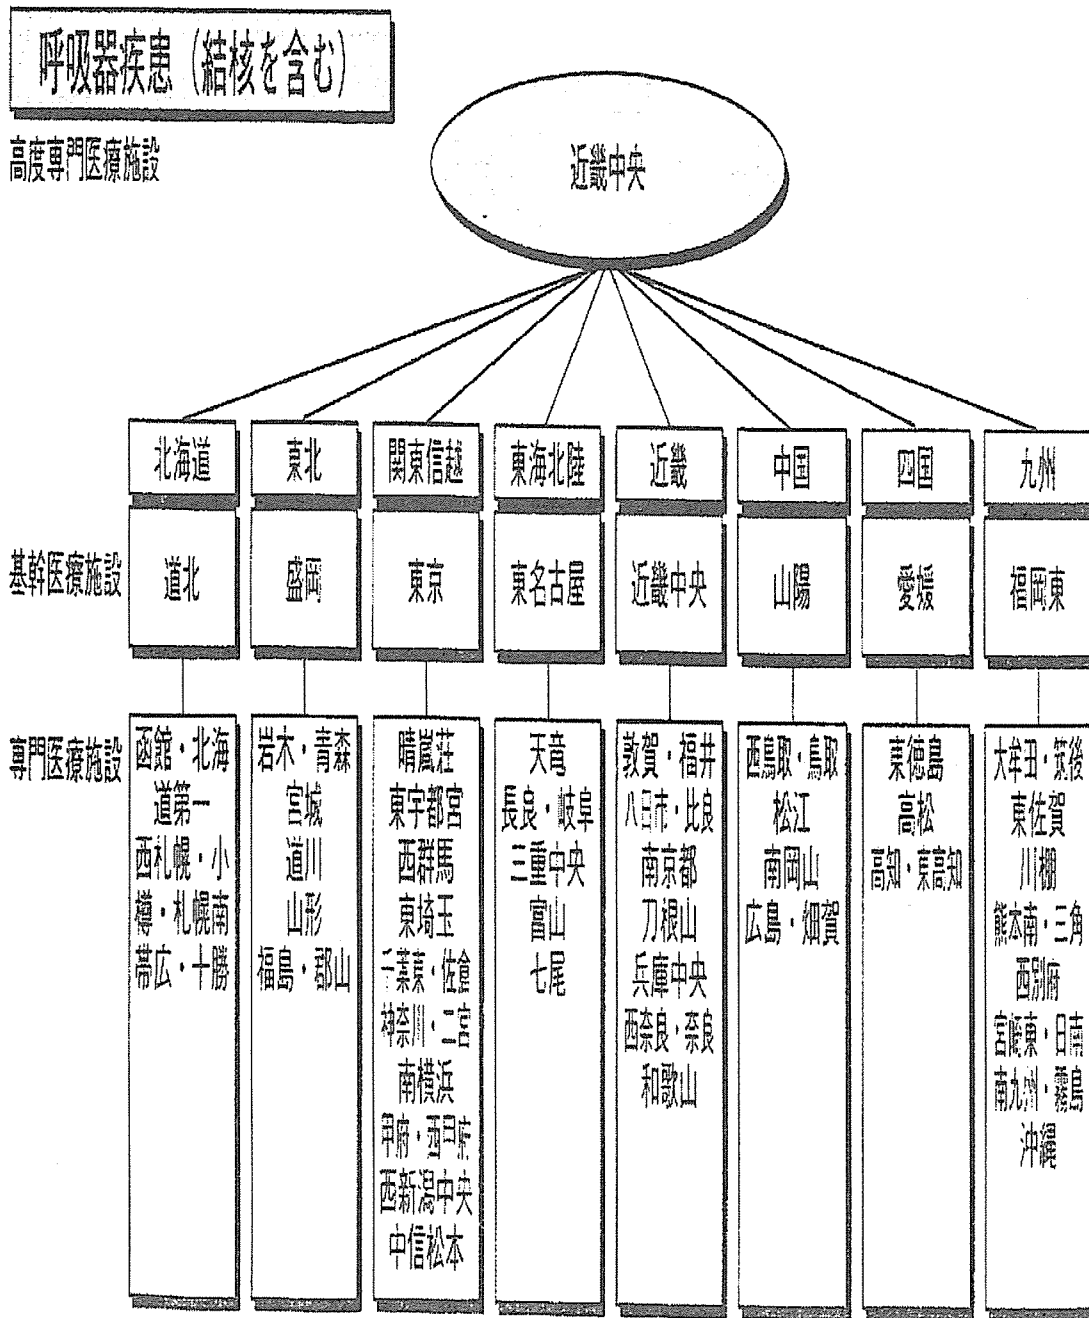 呼吸器疾患（結核を含む）
高度専門医療施設
近畿中央
北海道
東北
関東信越
東海北陸
近畿
中国
四国
九州
基幹医療施設
道北
盛岡
東京
東名古屋
近畿中央
山陽
愛媛
福岡東
専門医療施設
函館・北海
道第一
西札幌・小
樽・札幌南
帯広・十勝
岩木・青森
宮城
道川
山形
福島・郡山
晴嵐荘
東宇都宮
西群馬
東埼玉
千葉東・佐倉
神奈川・二宮
南横浜
甲府・西甲府
西新潟中央
中信松本
天竜
長良・岐阜
三重中央
富山
七尾
敦賀・福井
八日市・比良
南京都
刀根山
兵庫中央
西奈良・奈良
和歌山
西鳥取・鳥取
松江
南岡山
広島・畑賀
東徳島
高松
高知・東高知
大牟田・筑後
東佐賀
川棚
熊本南・三角
西別府
宮崎東・日南
南九州・霧島
沖縄